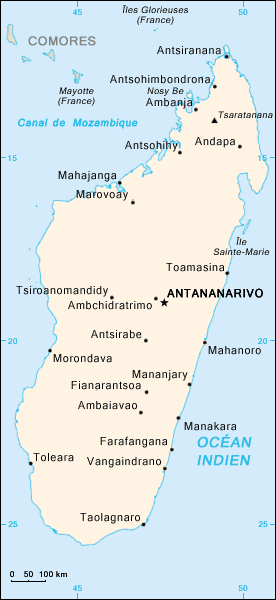 45
50
Îles Glorieuses
(France)
COMORES
Antsiranana
Antsohimbondrona
Mayotte
(France)
Nosy Be
Ambanja
Tsaratanana
Canal de Mozambique
Antsohihy
Andapa
15
15
Mahajanga
Marovoay
Île
Sainte-Marie
Toamasina
Tsiroanomandidy
ANTANANARIVO
Ambchidratrimo
Antsirabe
20
20
Mahanoro
Morondava
Mananjary
Fianarantsoa
Ambaiavao
Manakara
Farafangana
OCÉAN
INDIEN
Toleara
Vangaindrano
Taolagnaro
25
25
0 50 100 km
45
50